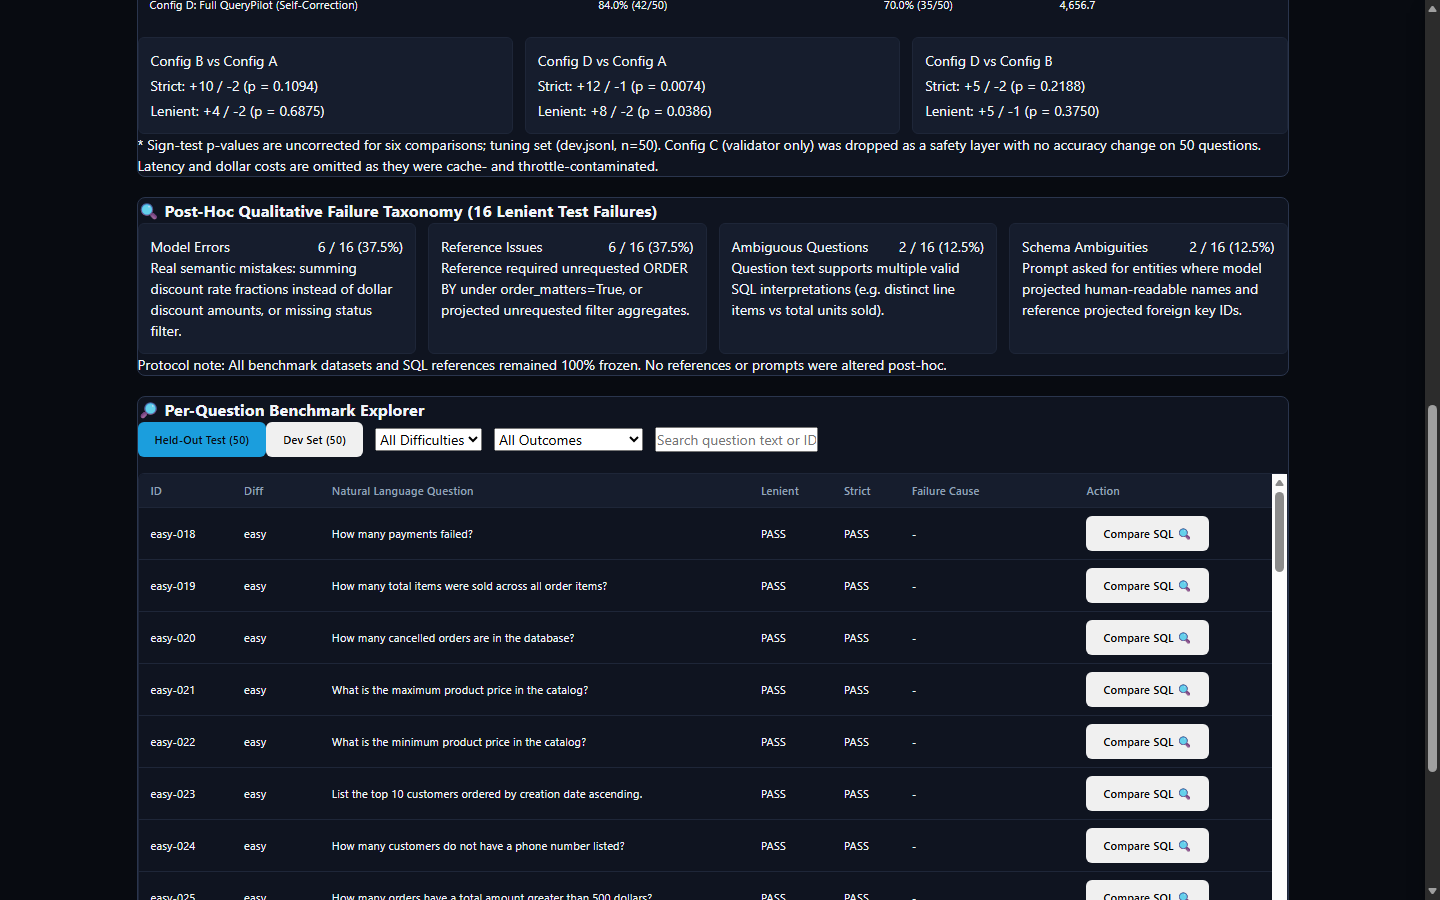 Config D: Full QueryPilot (Self-Correction) 84.0% (42/50) 70.0% (35/50) 4,656.7
Config B vs Config A
Strict: +10 / -2 (p = 0.1094)
Lenient: +4 / -2 (p = 0.6875)
Config D vs Config A
Strict: +12 / -1 (p = 0.0074)
Lenient: +8 / -2 (p = 0.0386)
Config D vs Config B
Strict: +5 / -2 (p = 0.2188)
Lenient: +5 / -1 (p = 0.3750)
* Sign-test p-values are uncorrected for six comparisons; tuning set (dev.jsonl, n=50). Config C (validator only) was dropped as a safety layer with no accuracy change on 50 questions.
Latency and dollar costs are omitted as they were cache- and throttle-contaminated.
Post-Hoc Qualitative Failure Taxonomy (16 Lenient Test Failures)
Model Errors 6 / 16 (37.5%)
Real semantic mistakes: summing
discount rate fractions instead of dollar
discount amounts, or missing status
filter.
Reference Issues 6 / 16 (37.5%)
Reference required unrequested ORDER
BY under order_matters=True, or
projected unrequested filter aggregates.
Ambiguous Questions 2 / 16 (12.5%)
Question text supports multiple valid
SQL interpretations (e.g. distinct line
items vs total units sold).
Schema Ambiguities 2 / 16 (12.5%)
Prompt asked for entities where model
projected human-readable names and
reference projected foreign key IDs.
Protocol note: All benchmark datasets and SQL references remained 100% frozen. No references or prompts were altered post-hoc.
Per-Question Benchmark Explorer
Held-Out Test (50) Dev Set (50) All Difficulties All Outcomes Search question text or ID
ID Diff Natural Language Question Lenient Strict Failure Cause Action
easy-018 easy How many payments failed? PASS PASS - Compare SQL
easy-019 easy How many total items were sold across all order items? PASS PASS - Compare SQL
easy-020 easy How many cancelled orders are in the database? PASS PASS - Compare SQL
easy-021 easy What is the maximum product price in the catalog? PASS PASS - Compare SQL
easy-022 easy What is the minimum product price in the catalog? PASS PASS - Compare SQL
easy-023 easy List the top 10 customers ordered by creation date ascending. PASS PASS - Compare SQL
easy-024 easy How many customers do not have a phone number listed? PASS PASS - Compare SQL
easy-025 easy How many orders have a total amount greater than 500 dollars? PASS PASS - Compare SQL